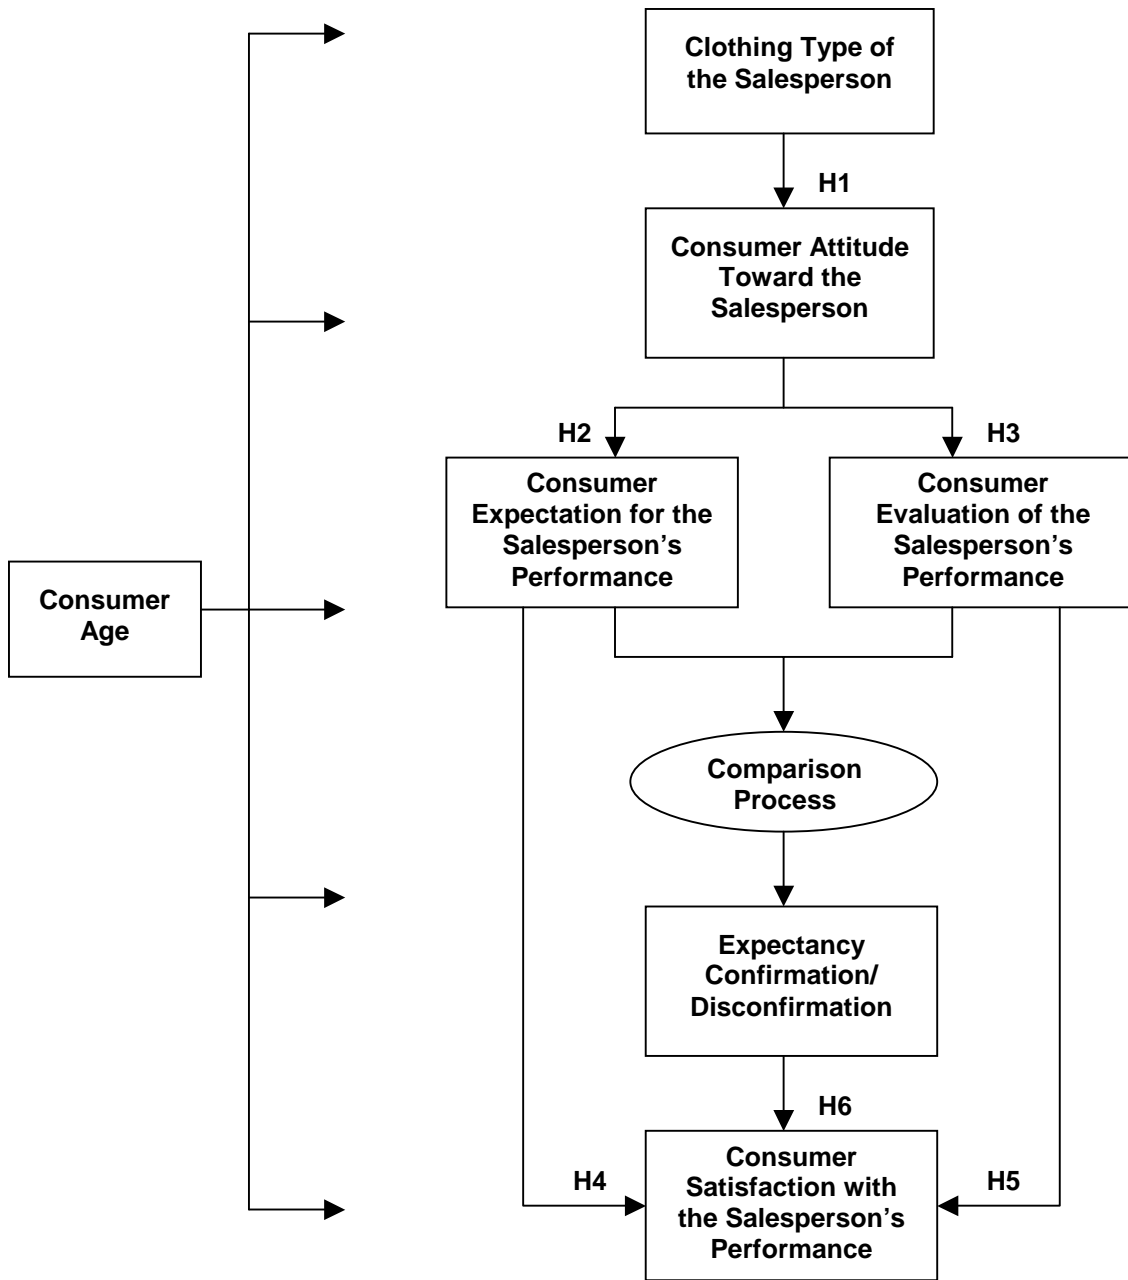 Clothing Type of
the Salesperson
H1
Consumer Attitude
Toward the
Salesperson
H2
H3
Consumer
Expectation for the
Salesperson’s
Performance
Consumer
Evaluation of the
Salesperson’s
Performance
Consumer
Age
Comparison
Process
Expectancy
Confirmation/
Disconfirmation
H6
H4
Consumer
Satisfaction with
the Salesperson’s
Performance
H5